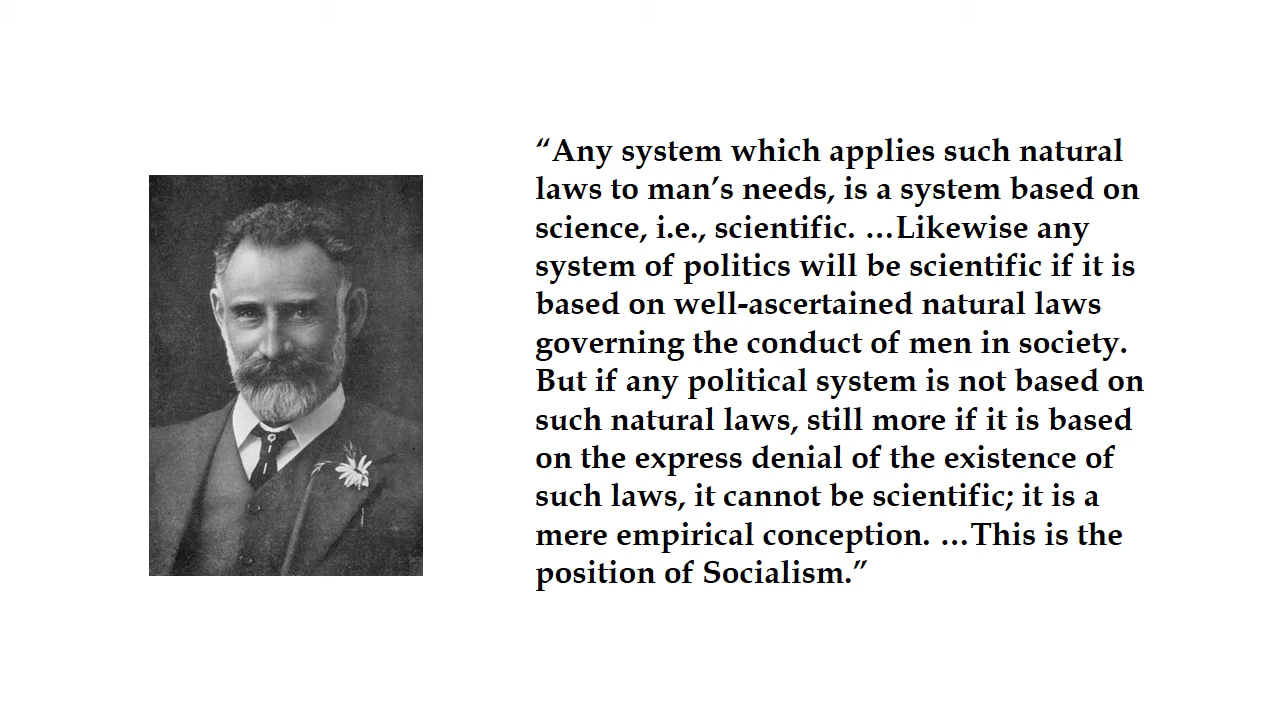 “Any system which applies such natural
laws to man’s needs, is a system based on
science, i.e., scientific. …Likewise any
system of politics will be scientific if it is
based on well-ascertained natural laws
governing the conduct of men in society.
But if any political system is not based on
such natural laws, still more if it is based
on the express denial of the existence of
such laws, it cannot be scientific; it is a
mere empirical conception. …This is the
position of Socialism.”